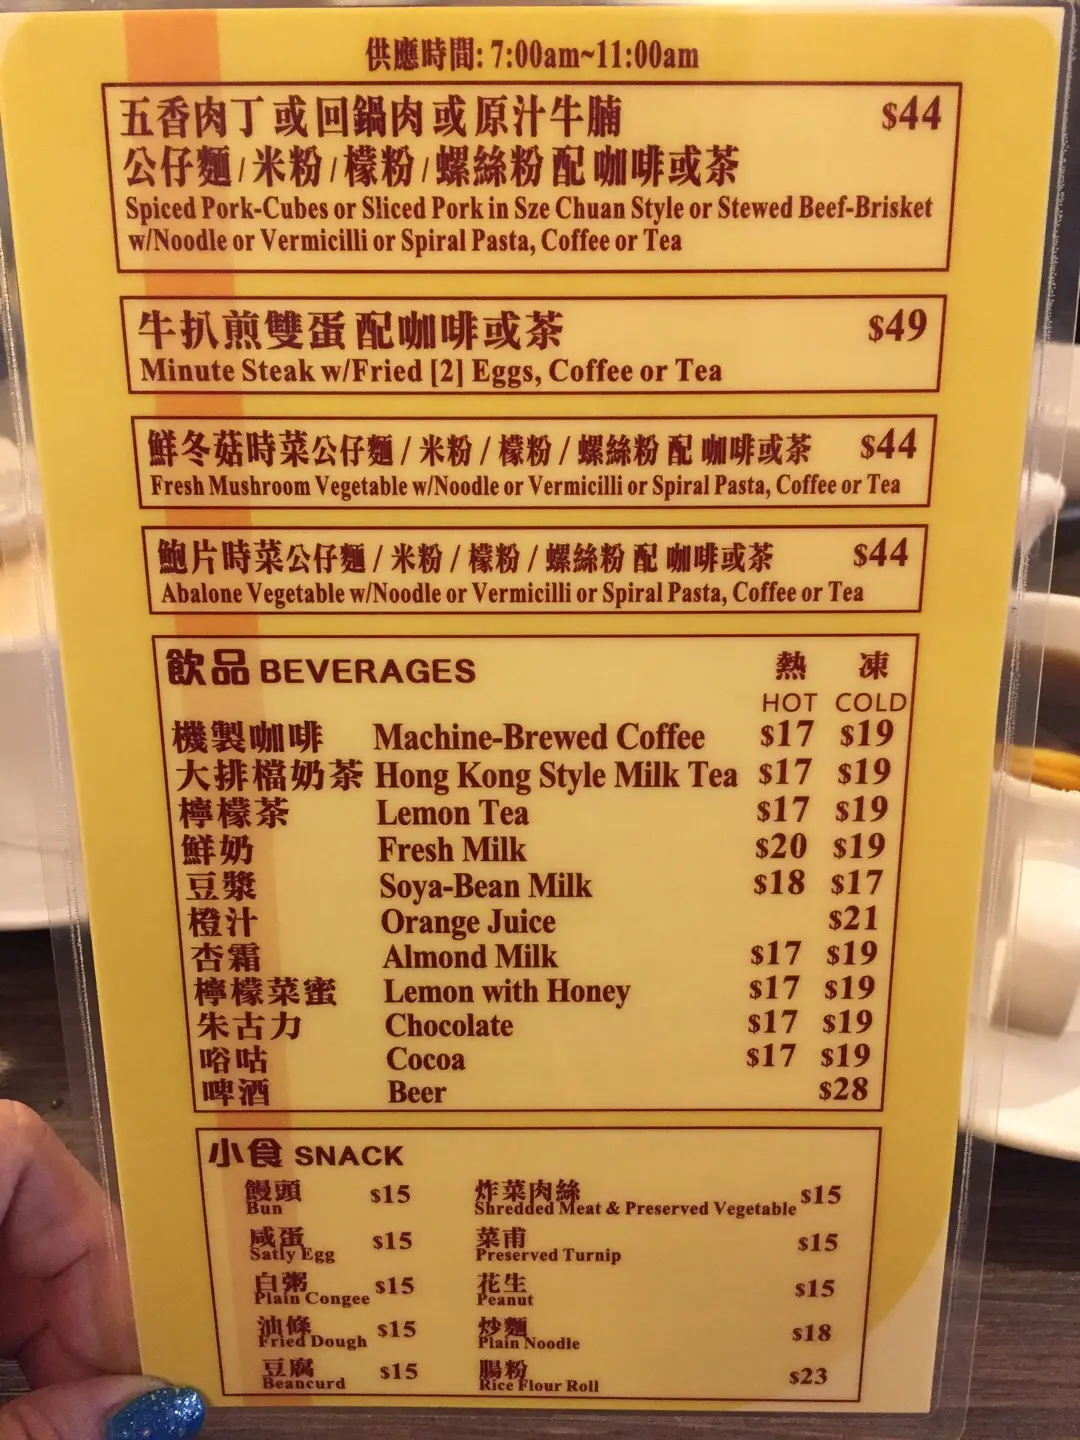 供應時間: 7:00am~11:00am
五香肉丁或回鍋肉或原汁牛腩 $44
公仔麵/米粉/檬粉/螺絲粉 配 咖啡或茶
Spiced Pork-Cubes or Sliced Pork in Sze Chuan Style or Stewed Beef-Brisket
w/Noodle or Vermicilli or Spiral Pasta, Coffee or Tea
牛扒煎雙蛋 配咖啡或茶 $49
Minute Steak w/Fried [2] Eggs, Coffee or Tea
鮮冬菇時菜公仔麵 / 米粉 / 檬粉 / 螺絲粉 配 咖啡或茶 $44
Fresh Mushroom Vegetable w/Noodle or Vermicilli or Spiral Pasta, Coffee or Tea
鮑片時菜公仔麵 / 米粉 / 檬粉 / 螺絲粉 配 咖啡或茶 $44
Abalone Vegetable w/Noodle or Vermicilli or Spiral Pasta, Coffee or Tea
飲品 BEVERAGES 熱 凍
HOT COLD
機製咖啡 Machine-Brewed Coffee $17 $19
大排檔奶茶 Hong Kong Style Milk Tea $17 $19
檸檬茶 Lemon Tea $17 $19
鮮奶 Fresh Milk $20 $19
豆漿 Soya-Bean Milk $18 $17
橙汁 Orange Juice $21
杏霜 Almond Milk $17 $19
檸檬菜蜜 Lemon with Honey $17 $19
朱古力 Chocolate $17 $19
唂咕 Cocoa $17 $19
啤酒 Beer $28
小食 SNACK
饅頭 $15 炸菜肉絲 $15
Bun Shredded Meat & Preserved Vegetable
咸蛋 $15 菜甫 $15
Satly Egg Preserved Turnip
白粥 $15 花生 $15
Plain Congee Peanut
油條 $15 炒麵 $18
Fried Dough Plain Noodle
豆腐 $15 腸粉 $23
Beancurd Rice Flour Roll